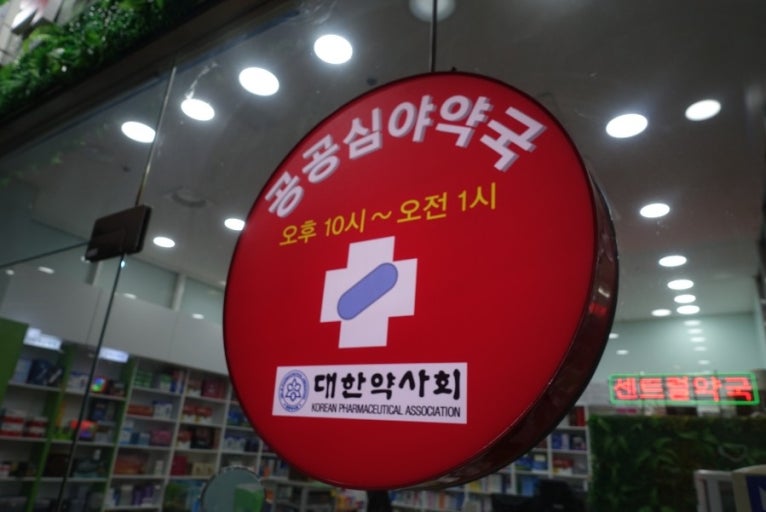 공공심야약국
오후 10시~오전 1시
대한약사회
KOREAN PHARMACEUTICAL ASSOCIATION
센트럴약국